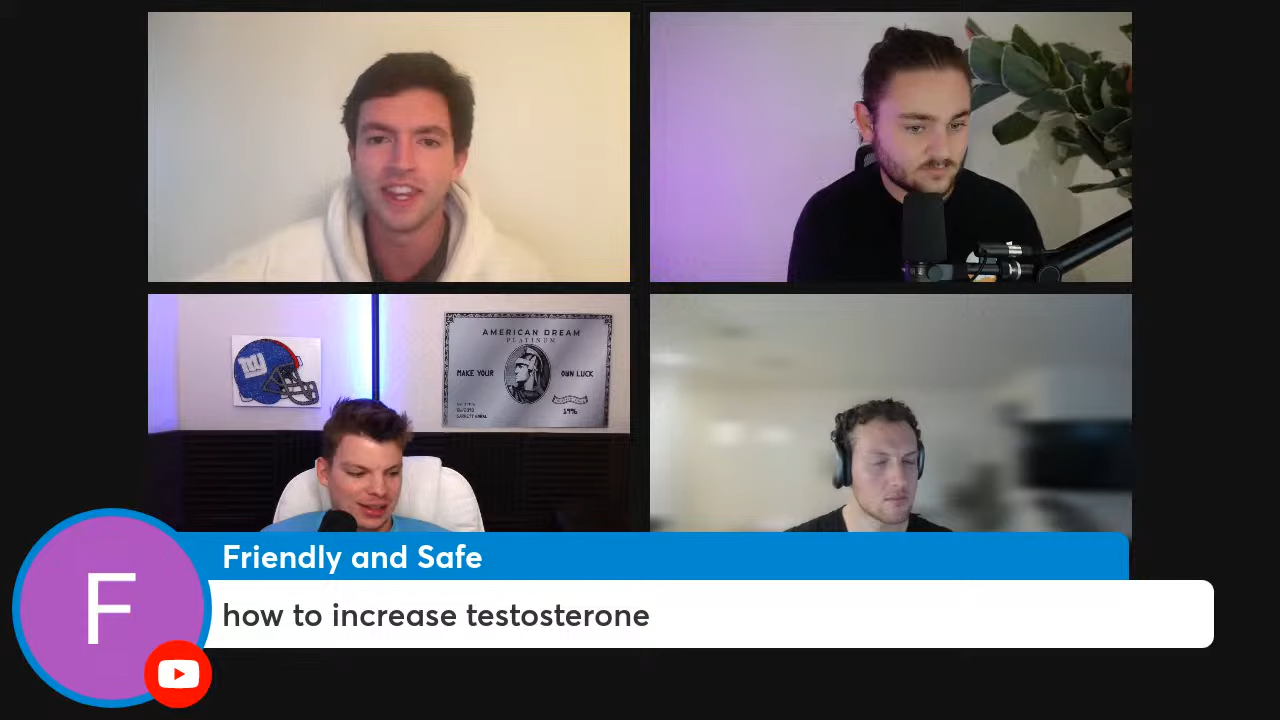 AMERICAN DREAM
PLATINUM
MAKE YOUR
OWN LUCK
F
Friendly and Safe
how to increase testosterone